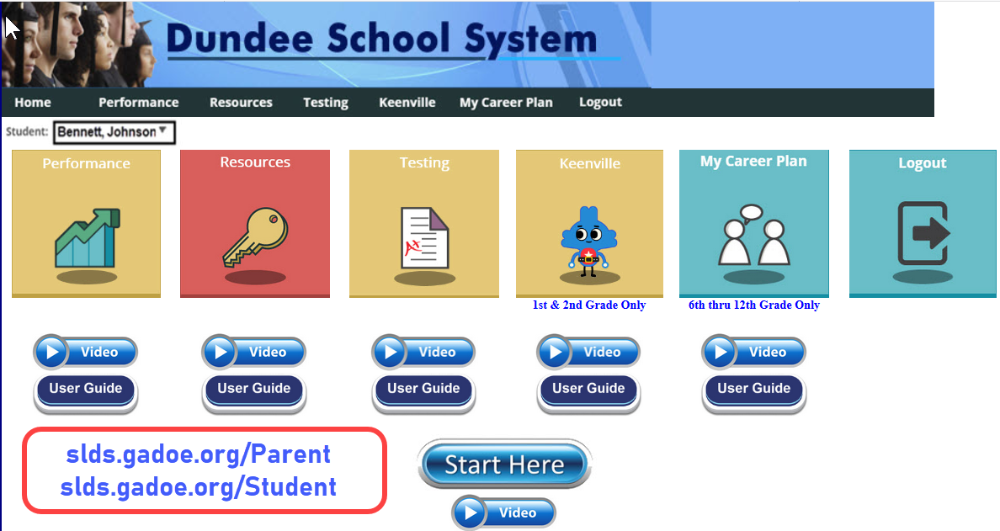 Dundee School System
Home Performance Resources Testing Keenville My Career Plan Logout
Student: Bennett, Johnson
Performance Resources Testing Keenville My Career Plan Logout
A+
1st & 2nd Grade Only 6th thru 12th Grade Only
Video Video Video Video Video
User Guide User Guide User Guide User Guide User Guide
slds.gadoe.org/Parent
slds.gadoe.org/Student
Start Here
Video